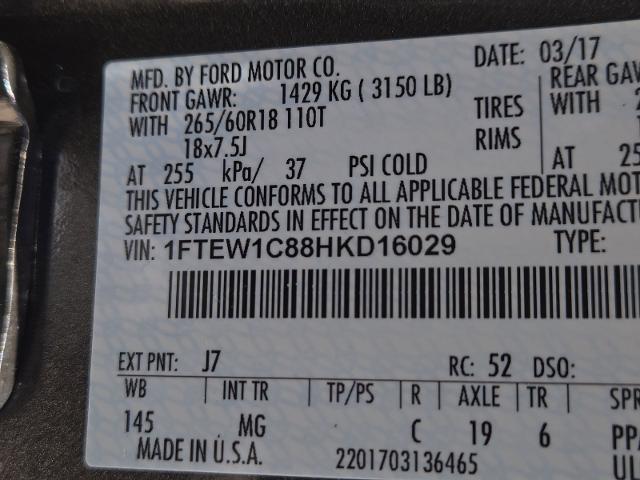 DATE: 03/17
MFD. BY FORD MOTOR CO.
FRONT GAWR: 1429 KG ( 3150 LB) REAR
WITH 265/60R18 110T TIRES WITH
18x7.5J RIMS
AT 255 kPa/ 37 PSI COLD AT
THIS VEHICLE CONFORMS TO ALL APPLICABLE FEDERAL
SAFETY STANDARDS IN EFFECT ON THE DATE OF
VIN: 1FTEW1C88HKD16029 TYPE:
EXT PNT: J7 RC: 52 DSO:
WB INT TR TP/PS R AXLE TR
145 MG C 19 6
MADE IN U.S.A. 2201703136465